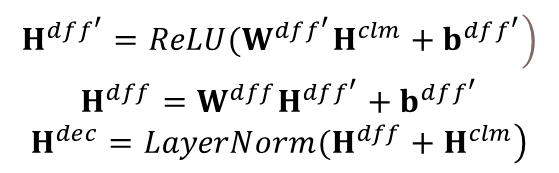 𝐇^{dff′} = ReLU(𝐖^{dff′}𝐇^{clm} + 𝐛^{dff′})
𝐇^{dff} = 𝐖^{dff}𝐇^{dff′} + 𝐛^{dff′}
𝐇^{dec} = LayerNorm(𝐇^{dff} + 𝐇^{clm})